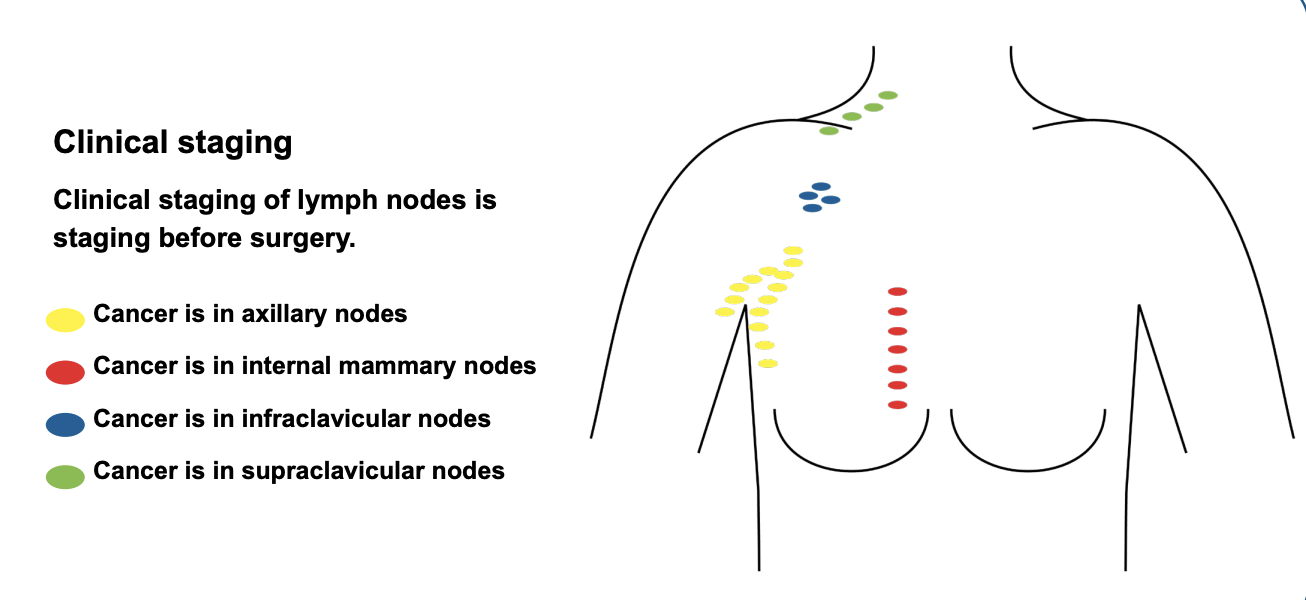 Clinical staging
Clinical staging of lymph nodes is
staging before surgery.
Cancer is in axillary nodes
Cancer is in internal mammary nodes
Cancer is in infraclavicular nodes
Cancer is in supraclavicular nodes